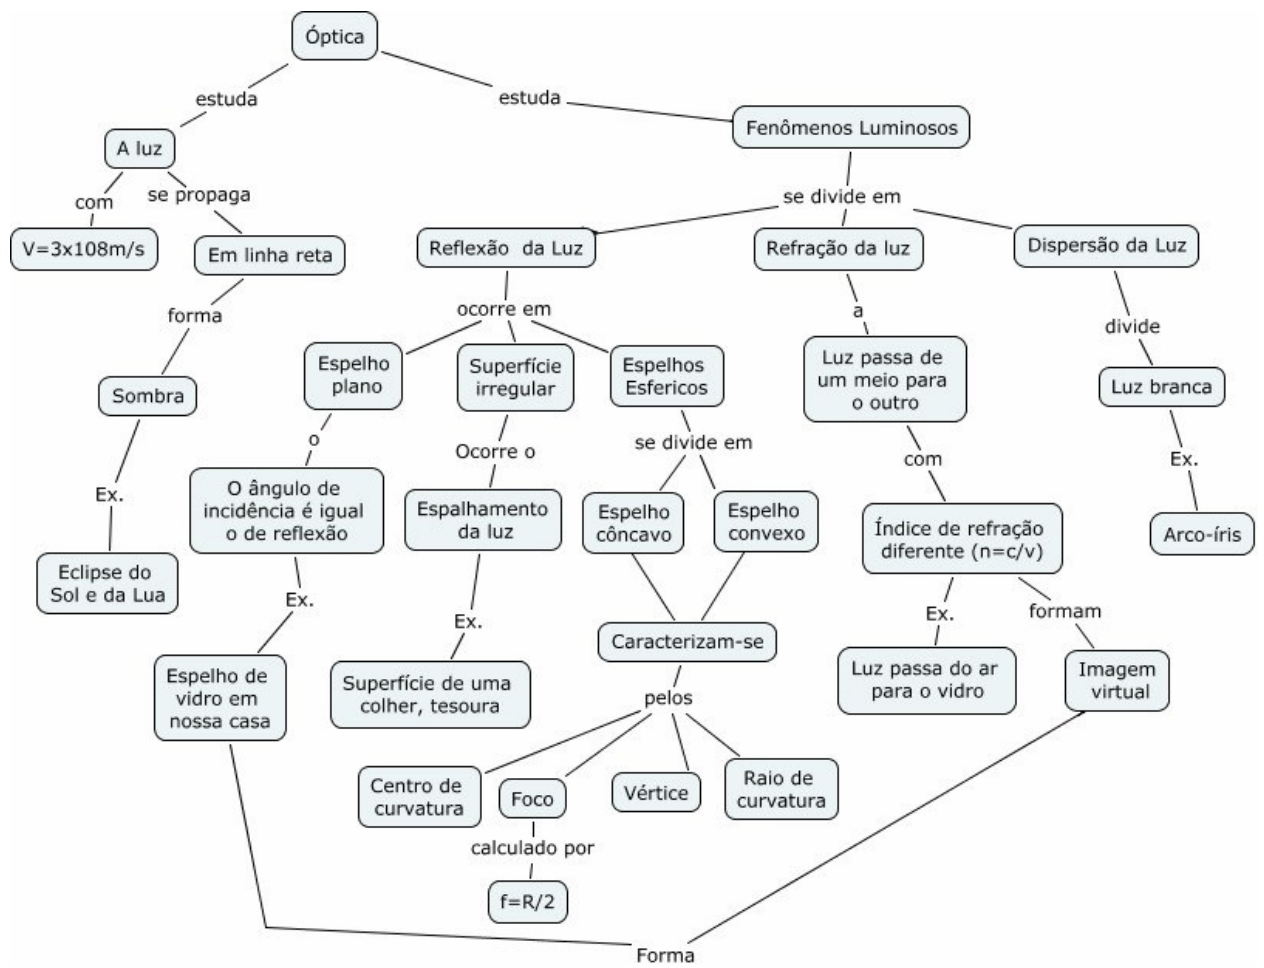 Óptica
estuda
estuda
Fenômenos Luminosos
A luz
com
se propaga
se divide em
V=3x108m/s
Em linha reta
Reflexão da Luz
Refração da luz
Dispersão da Luz
forma
ocorre em
a
divide
Sombra
Espelho
plano
Superfície
irregular
Espelhos
Esfericos
Luz passa de
um meio para
o outro
Luz branca
o
Ocorre o
se divide em
com
Ex.
Ex.
O ângulo de
incidência é igual
o de reflexão
Espalhamento
da luz
Espelho
côncavo
Espelho
convexo
Índice de refração
diferente (n=c/v)
Arco-íris
Eclipse do
Sol e da Lua
Ex.
Ex.
Ex.
formam
Caracterizam-se
Espelho de
vidro em
nossa casa
Superfície de uma
colher, tesoura
pelos
Luz passa do ar
para o vidro
Imagem
virtual
Centro de
curvatura
Foco
Vértice
Raio de
curvatura
calculado por
f=R/2
Forma